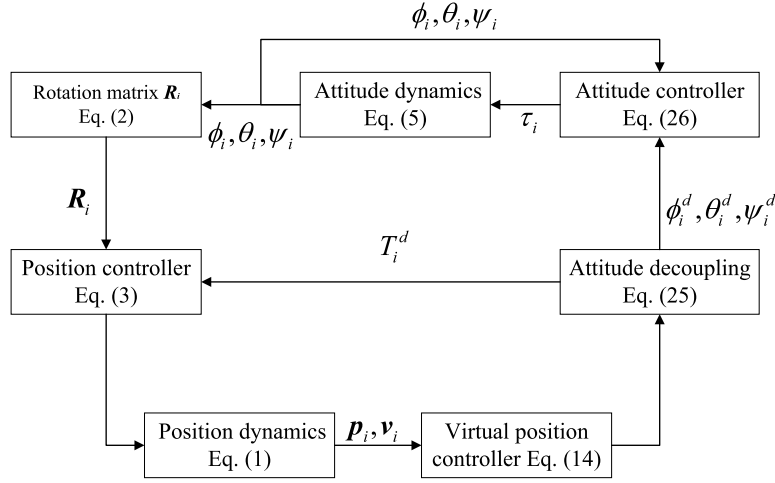 ϕᵢ, θᵢ, ψᵢ
Rotation matrix Rᵢ
Eq. (2)
Attitude dynamics
Eq. (5)
Attitude controller
Eq. (26)
ϕᵢ, θᵢ, ψᵢ
τᵢ
Rᵢ
ϕᵢᵈ, θᵢᵈ, ψᵢᵈ
Tᵢᵈ
Position controller
Eq. (3)
Attitude decoupling
Eq. (25)
Position dynamics
Eq. (1)
pᵢ, vᵢ
Virtual position
controller Eq. (14)